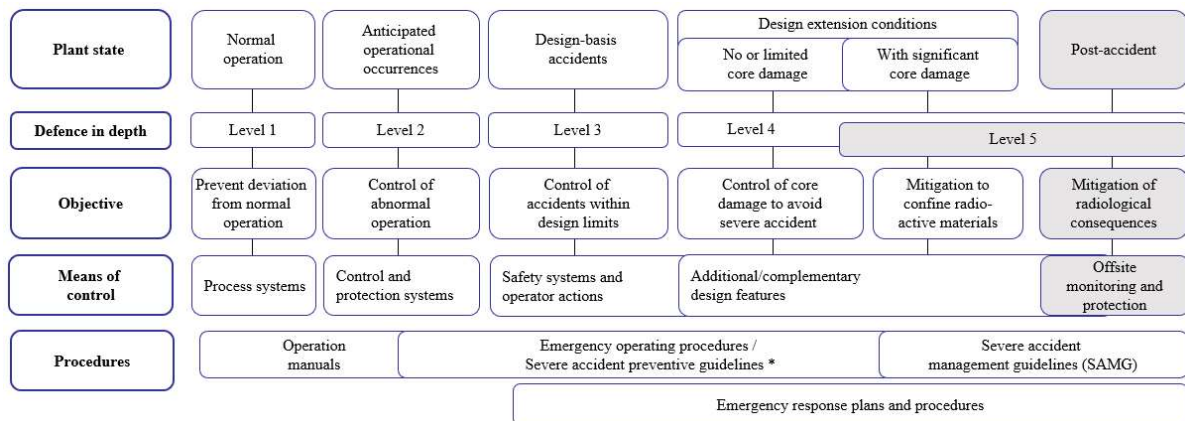 Plant state
Normal
operation
Anticipated
operational
occurrences
Design-basis
accidents
Design extension conditions
No or limited
core damage
With significant
core damage
Post-accident
Defence in depth
Level 1
Level 2
Level 3
Level 4
Level 5
Objective
Prevent deviation
from normal
operation
Control of
abnormal
operation
Control of
accidents within
design limits
Control of core
damage to avoid
severe accident
Mitigation to
confine radio-
active materials
Mitigation of
radiological
consequences
Means of
control
Process systems
Control and
protection systems
Safety systems and
operator actions
Additional/complementary
design features
Offsite
monitoring and
protection
Procedures
Operation
manuals
Emergency operating procedures /
Severe accident preventive guidelines *
Severe accident
management guidelines (SAMG)
Emergency response plans and procedures